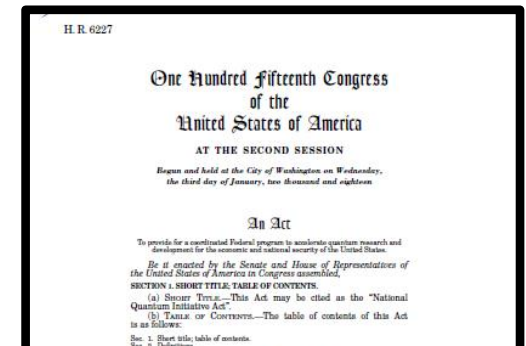 H. R. 6227
One Hundred Fifteenth Congress
of the
United States of America
AT THE SECOND SESSION
Begun and held at the City of Washington on Wednesday,
the third day of January, two thousand and eighteen
An Act
To provide for a coordinated Federal program to accelerate quantum research and
development for the economic and national security of the United States.
Be it enacted by the Senate and House of Representatives of
the United States of America in Congress assembled,
SECTION 1. SHORT TITLE; TABLE OF CONTENTS.
(a) SHORT TITLE.—This Act may be cited as the “National
Quantum Initiative Act”.
(b) TABLE OF CONTENTS.—The table of contents of this Act
is as follows:
Sec. 1. Short title; table of contents.
Sec. 2. Definitions.